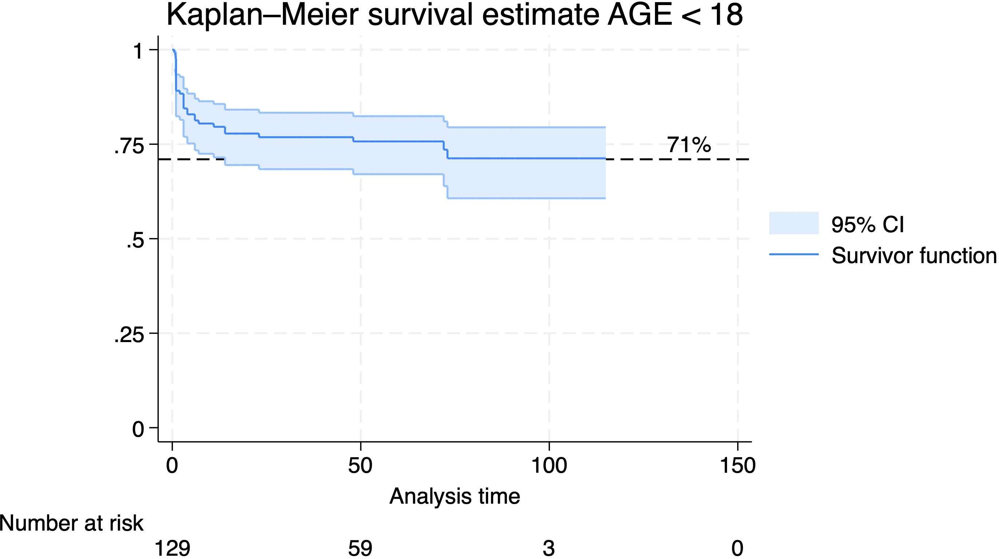 Kaplan–Meier survival estimate AGE < 18
1
.75
71%
.5
.25
0
95% CI
Survivor function
0 50 100 150
Analysis time
Number at risk
129 59 3 0